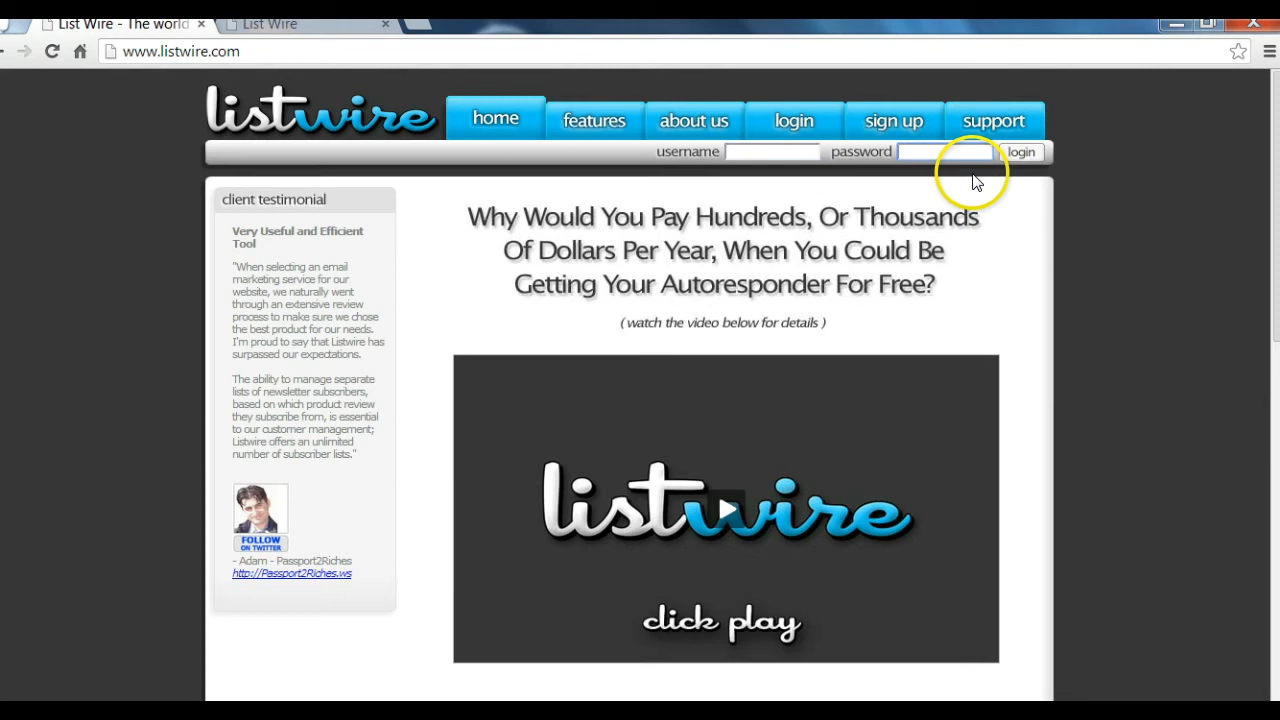 List Wire - The world
List Wire
www.listwire.com
listwire
home
features
about us
login
sign up
support
username
password
login
client testimonial
Very Useful and Efficient
Tool
"When selecting an email
marketing service for our
website, we naturally went
through an extensive review
process to make sure we chose
the best product for our needs.
I'm proud to say that Listwire has
surpassed our expectations.
The ability to manage separate
lists of newsletter subscribers,
based on which product review
they subscribe from, is essential
to our customer management;
Listwire offers an unlimited
number of subscriber lists."
FOLLOW
ON TWITTER
- Adam - Passport2Riches
http://Passport2Riches.ws
Why Would You Pay Hundreds, Or Thousands
Of Dollars Per Year, When You Could Be
Getting Your Autoresponder For Free?
( watch the video below for details )
listwire
click play